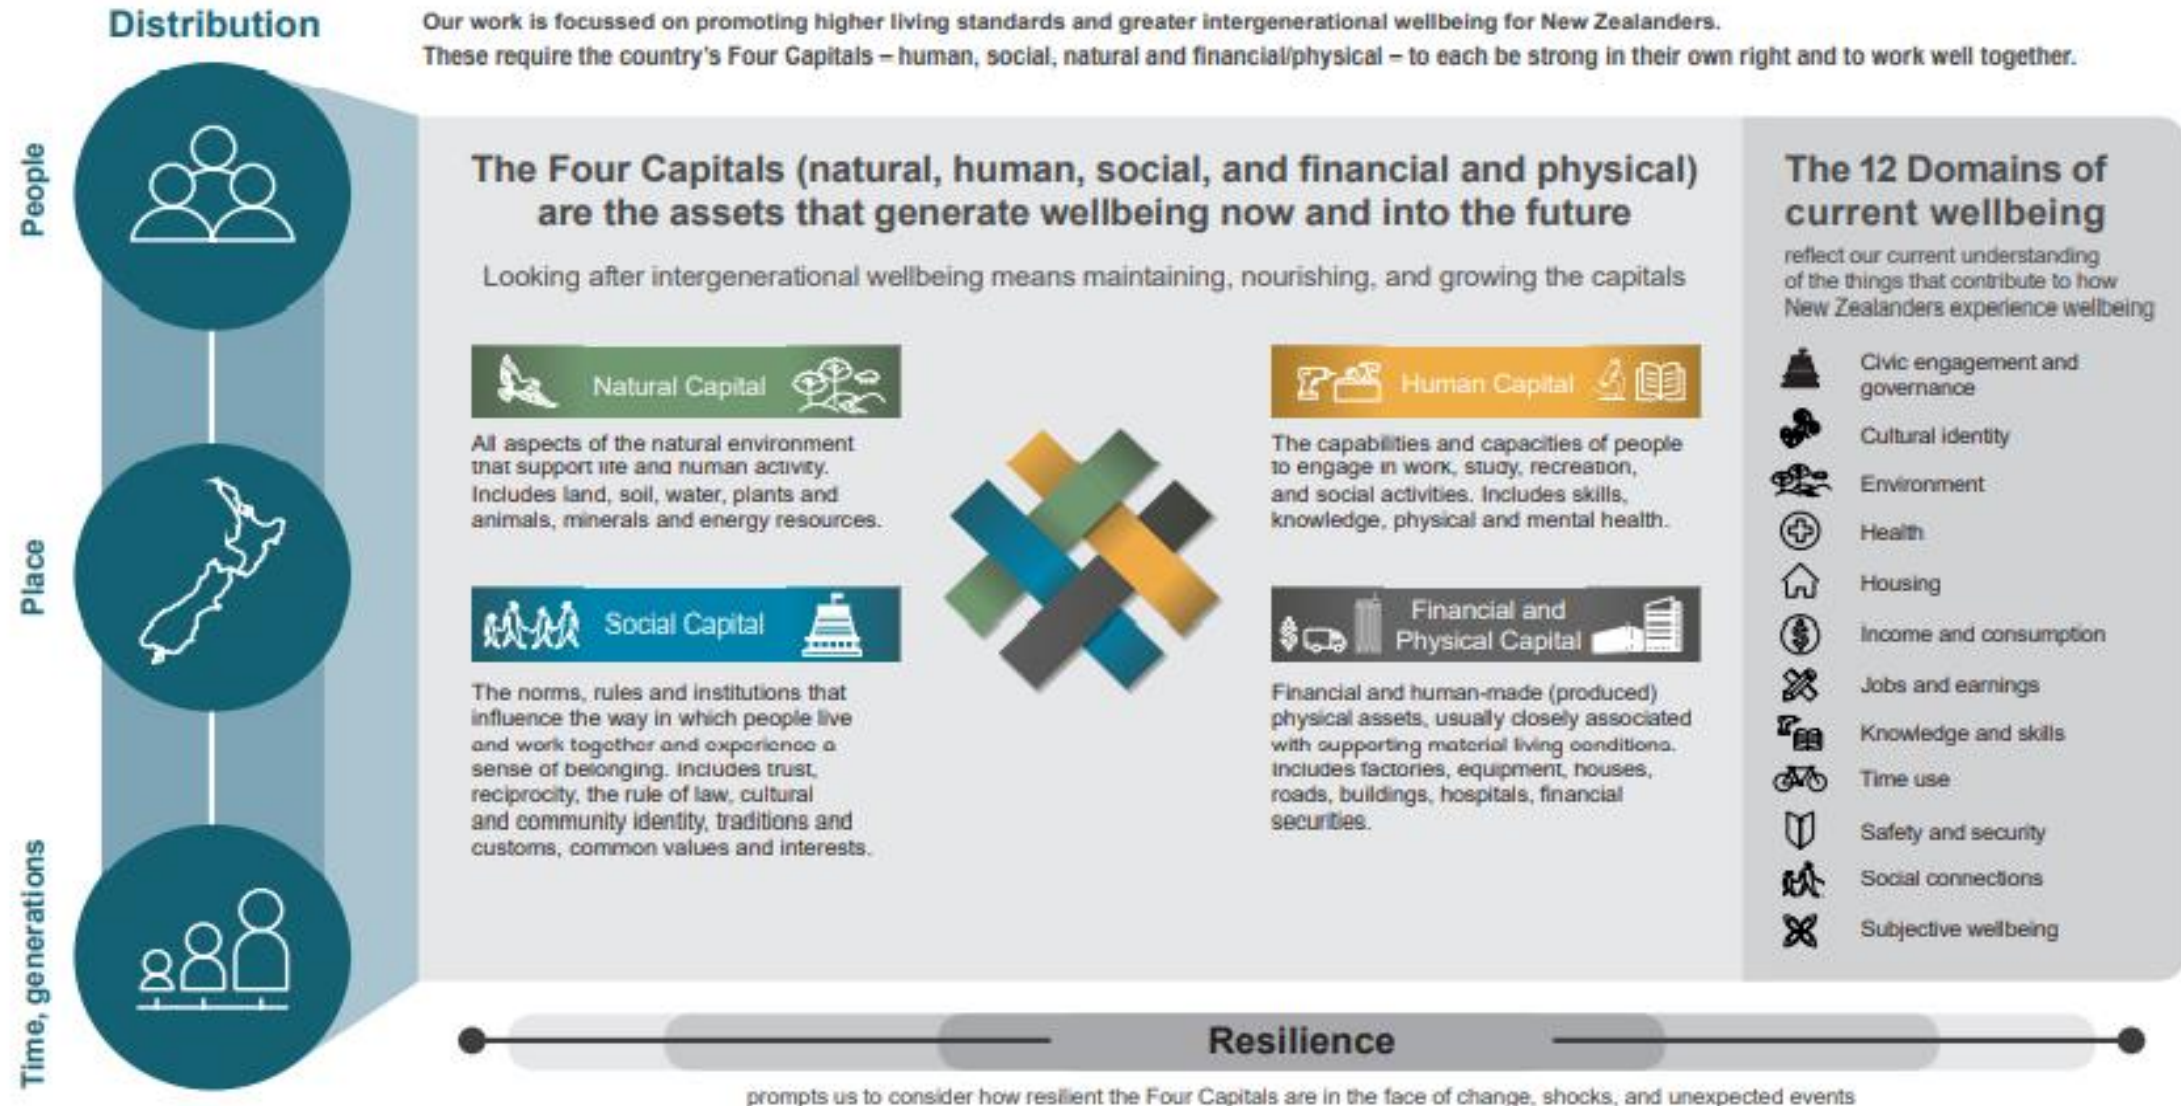 Distribution
Our work is focussed on promoting higher living standards and greater intergenerational wellbeing for New Zealanders.
These require the country's Four Capitals – human, social, natural and financial/physical – to each be strong in their own right and to work well together.
People
Place
Time, generations
The Four Capitals (natural, human, social, and financial and physical)
are the assets that generate wellbeing now and into the future
Looking after intergenerational wellbeing means maintaining, nourishing, and growing the capitals
Natural Capital
All aspects of the natural environment
that support life and human activity.
Includes land, soil, water, plants and
animals, minerals and energy resources.
Human Capital
The capabilities and capacities of people
to engage in work, study, recreation,
and social activities. Includes skills,
knowledge, physical and mental health.
Social Capital
The norms, rules and institutions that
influence the way in which people live
and work together and experience a
sense of belonging. Includes trust,
reciprocity, the rule of law, cultural
and community identity, traditions and
customs, common values and interests.
Financial and
Physical Capital
Financial and human-made (produced)
physical assets, usually closely associated
with supporting material living conditions.
Includes factories, equipment, houses,
roads, buildings, hospitals, financial
securities.
The 12 Domains of
current wellbeing
reflect our current understanding
of the things that contribute to how
New Zealanders experience wellbeing
Civic engagement and
governance
Cultural identity
Environment
Health
Housing
Income and consumption
Jobs and earnings
Knowledge and skills
Time use
Safety and security
Social connections
Subjective wellbeing
Resilience
prompts us to consider how resilient the Four Capitals are in the face of change, shocks, and unexpected events